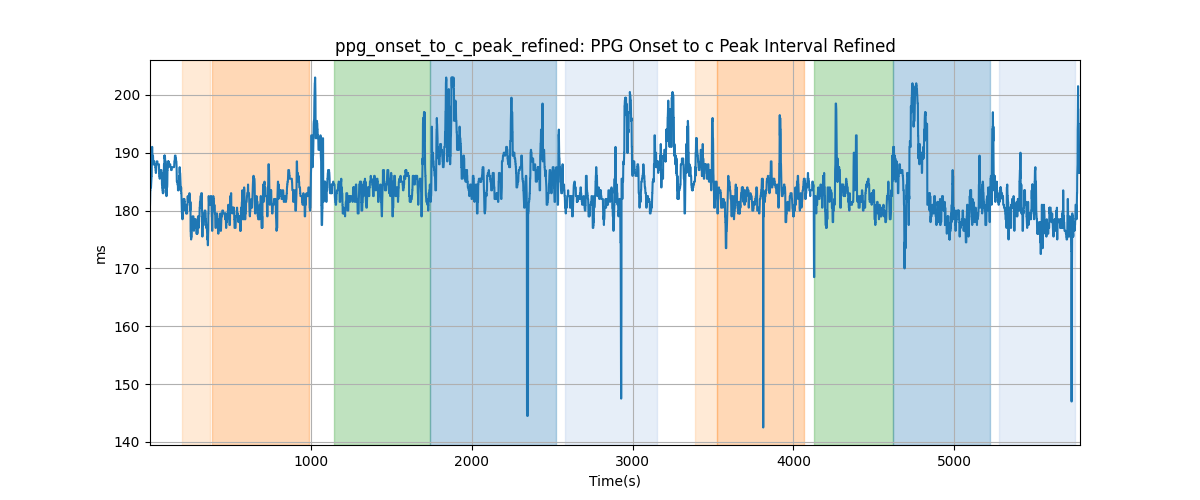 ppg_onset_to_c_peak_refined: PPG Onset to c Peak Interval Refined
200
190
180
170
160
150
140
ms
1000 2000 3000 4000 5000
Time(s)